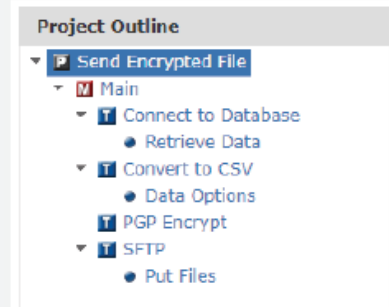 Project Outline
P Send Encrypted File
M Main
T Connect to Database
Retrieve Data
T Convert to CSV
Data Options
T PGP Encrypt
T SFTP
Put Files